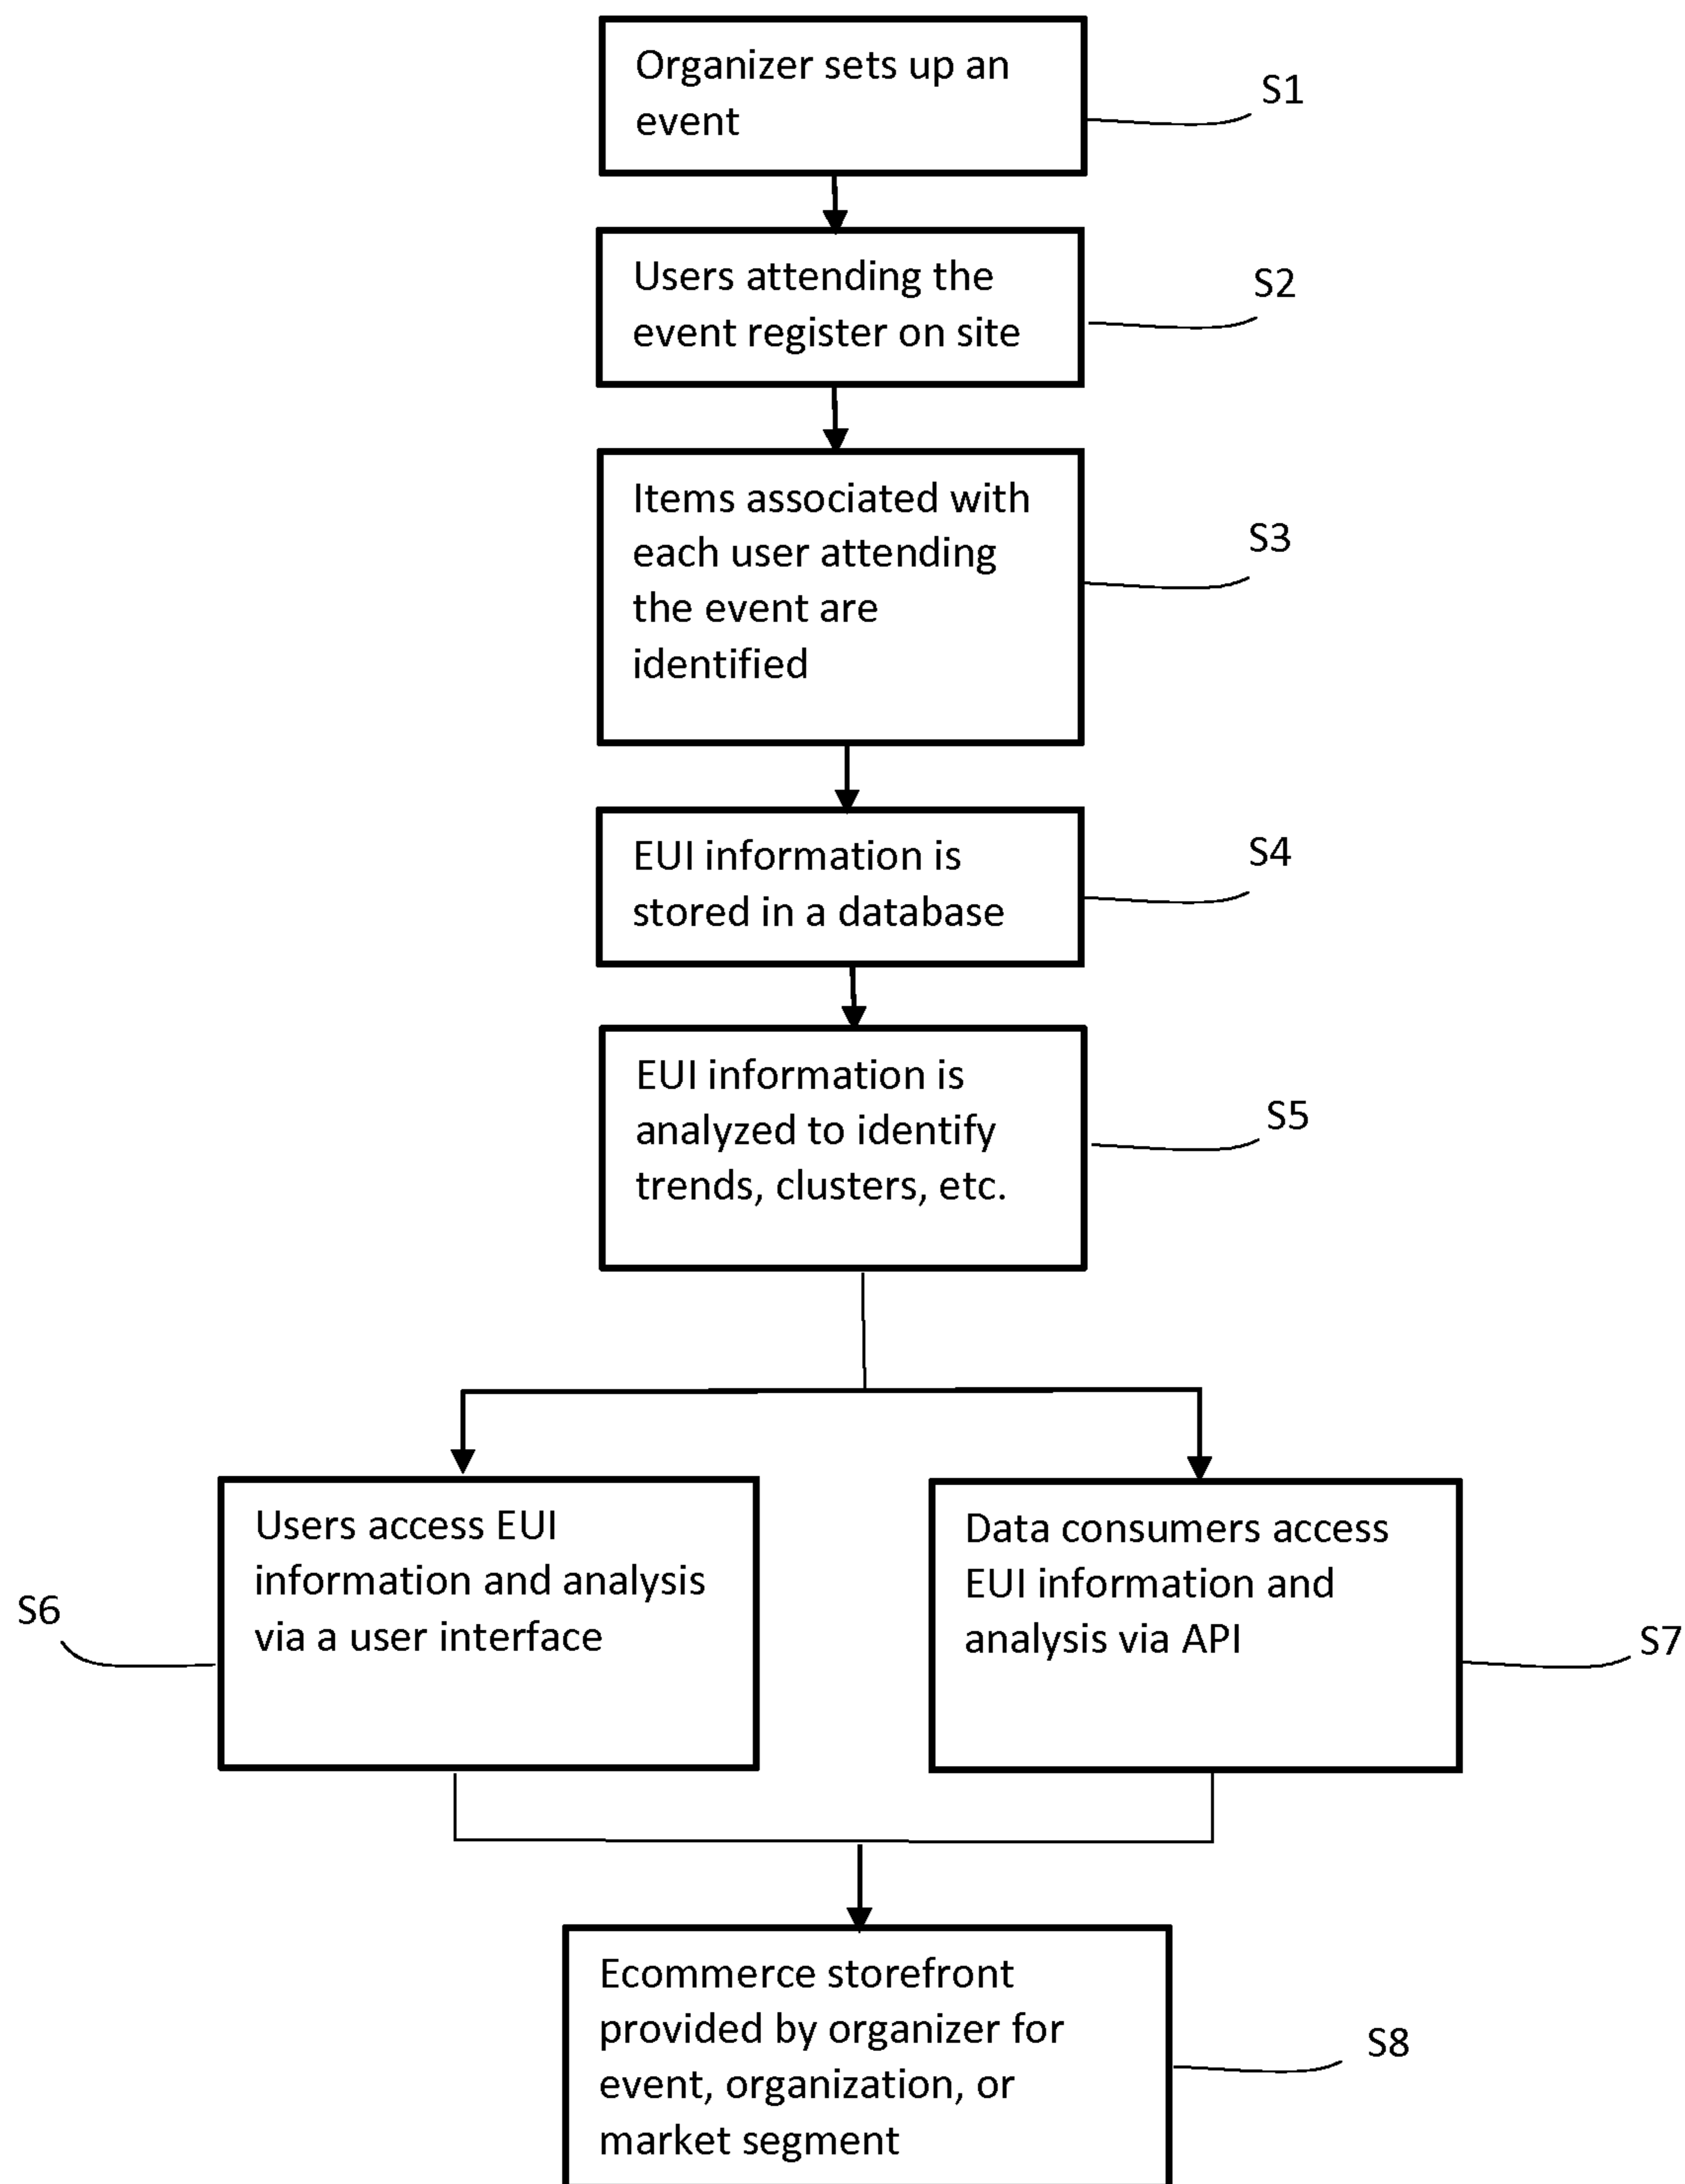 Organizer sets up an
event
S1
Users attending the
event register on site
S2
Items associated with
each user attending
the event are
identified
S3
EUI information is
stored in a database
S4
EUI information is
analyzed to identify
trends, clusters, etc.
S5
Users access EUI
information and analysis
via a user interface
S6
Data consumers access
EUI information and
analysis via API
S7
Ecommerce storefront
provided by organizer for
event, organization, or
market segment
S8